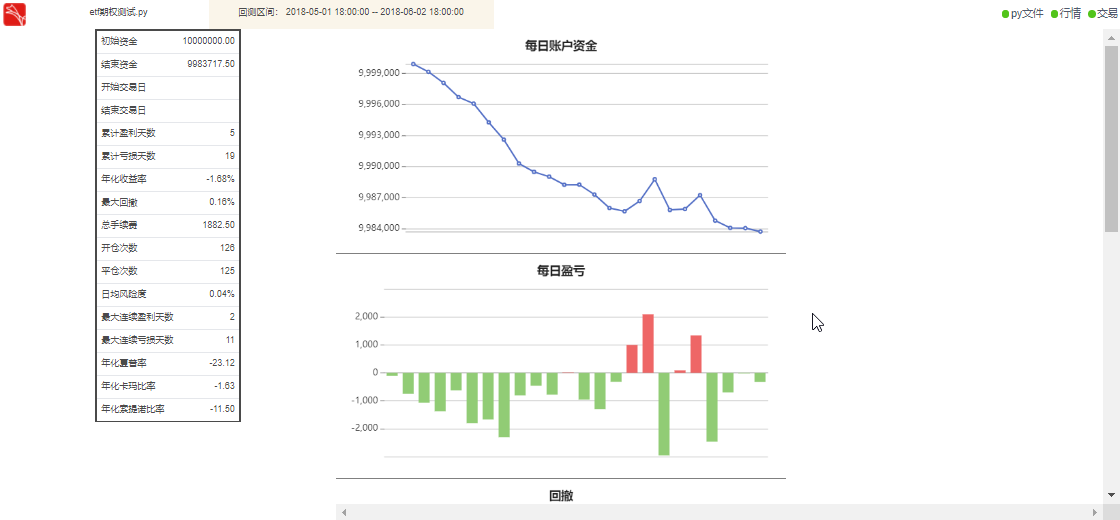 etf期权测试.py 回测区间： 2018-05-01 18:00:00 -- 2018-06-02 18:00:00 py文件 行情 交易
初始资金 10000000.00
结束资金 9983717.50
开始交易日
结束交易日
累计盈利天数 5
累计亏损天数 19
年化收益率 -1.68%
最大回撤 0.16%
总手续费 1882.50
开仓次数 126
平仓次数 125
日均风险度 0.04%
最大连续盈利天数 2
最大连续亏损天数 11
年化夏普率 -23.12
年化卡玛比率 -1.63
年化索提诺比率 -11.50
每日账户资金
9,999,000
9,996,000
9,993,000
9,990,000
9,987,000
9,984,000
每日盈亏
2,000
1,000
0
-1,000
-2,000
回撤